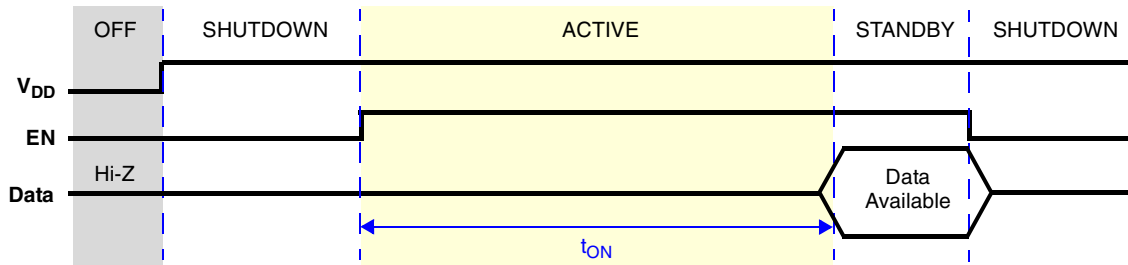 OFF SHUTDOWN ACTIVE STANDBY SHUTDOWN
VDD
EN
Hi-Z
Data
Data
Available
tON